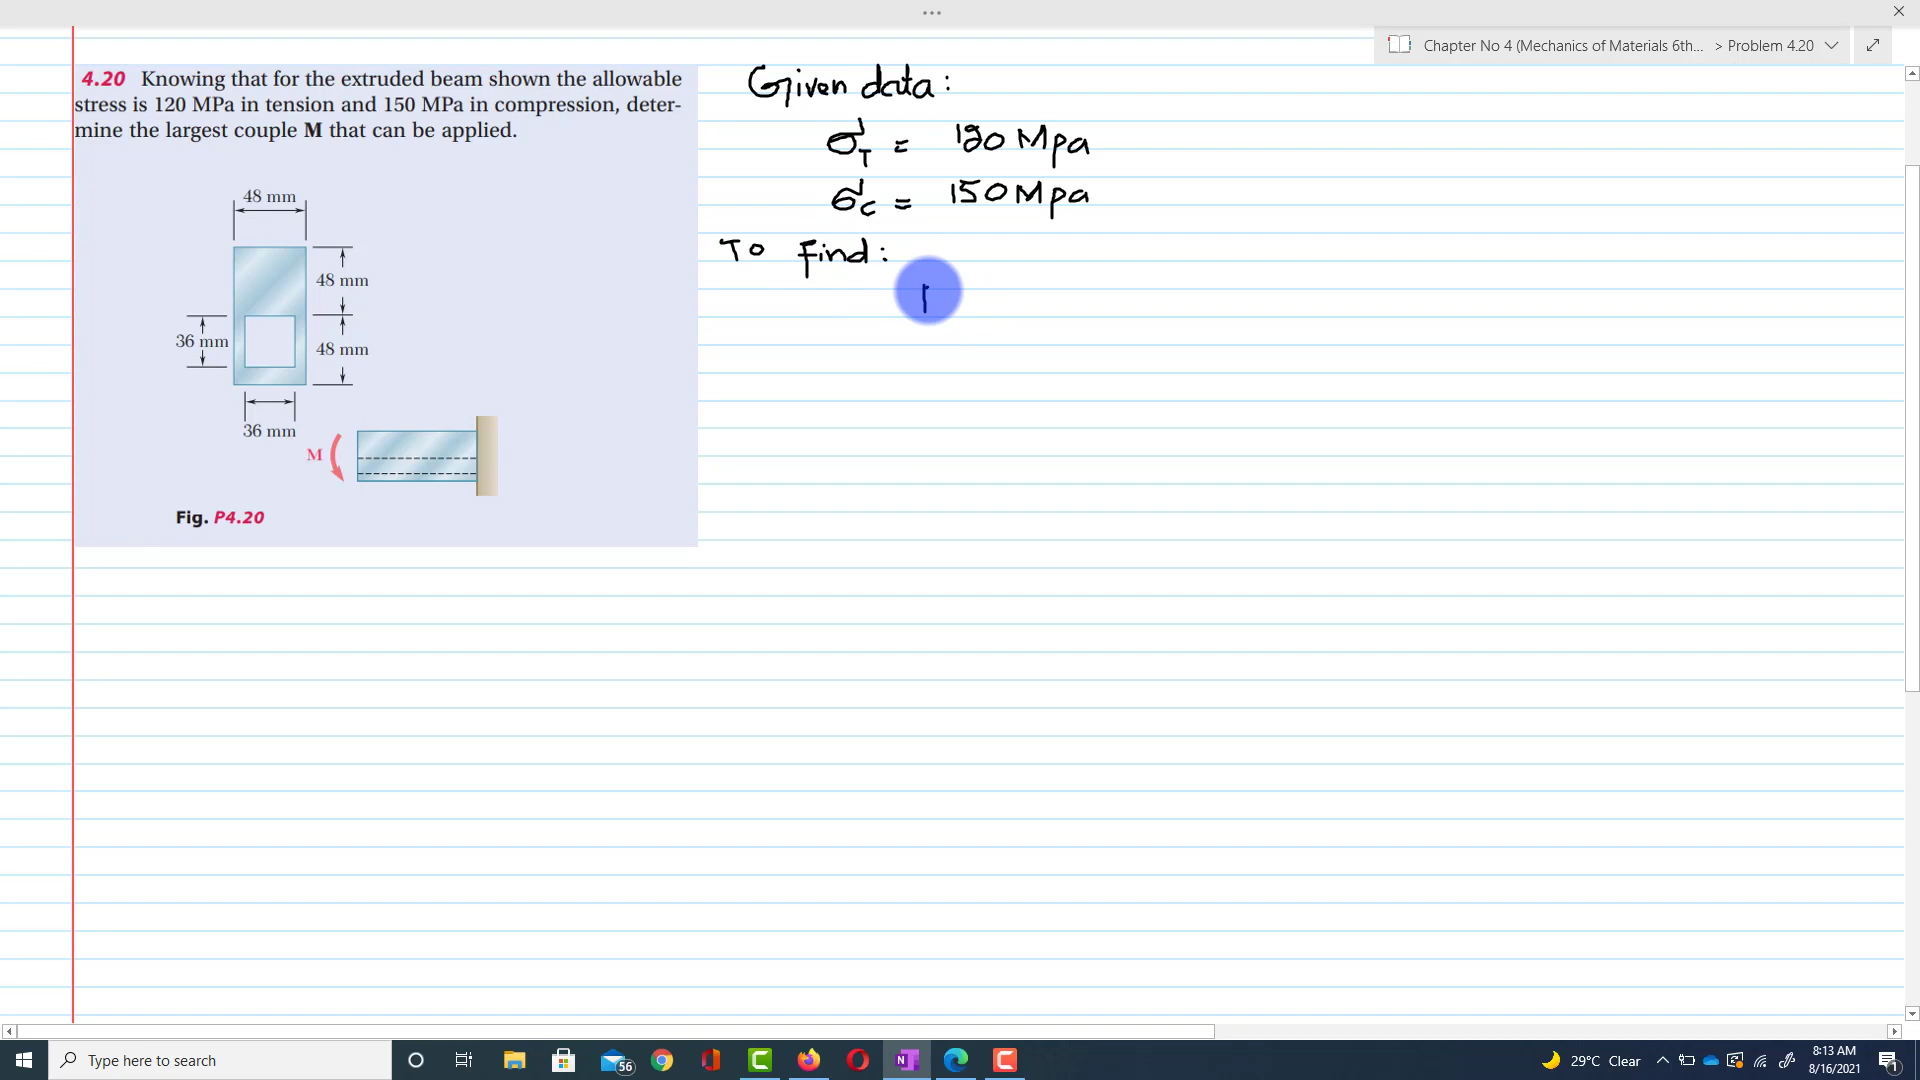 Chapter No 4 (Mechanics of Materials 6th... > Problem 4.20
4.20 Knowing that for the extruded beam shown the allowable
stress is 120 MPa in tension and 150 MPa in compression, deter-
mine the largest couple M that can be applied.
48 mm
48 mm
36 mm
48 mm
36 mm
M
Fig. P4.20
Given data:
σT = 120 Mpa
σC = 150 Mpa
To Find:
Type here to search
56
29°C Clear
8:13 AM
8/16/2021
1